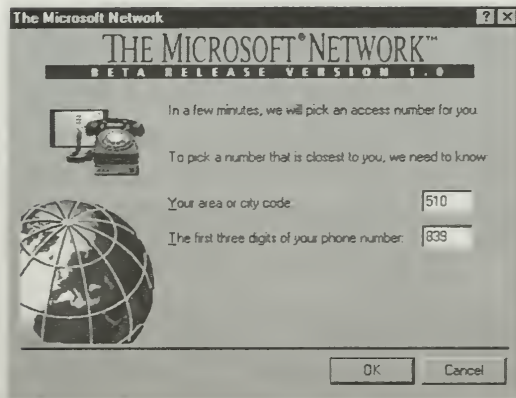 The Microsoft Network
THE MICROSOFT® NETWORK™
BETA RELEASE VERSION 1.0
In a few minutes, we will pick an access number for you.
To pick a number that is closest to you, we need to know:
Your area or city code: 510
The first three digits of your phone number: 839
OK Cancel